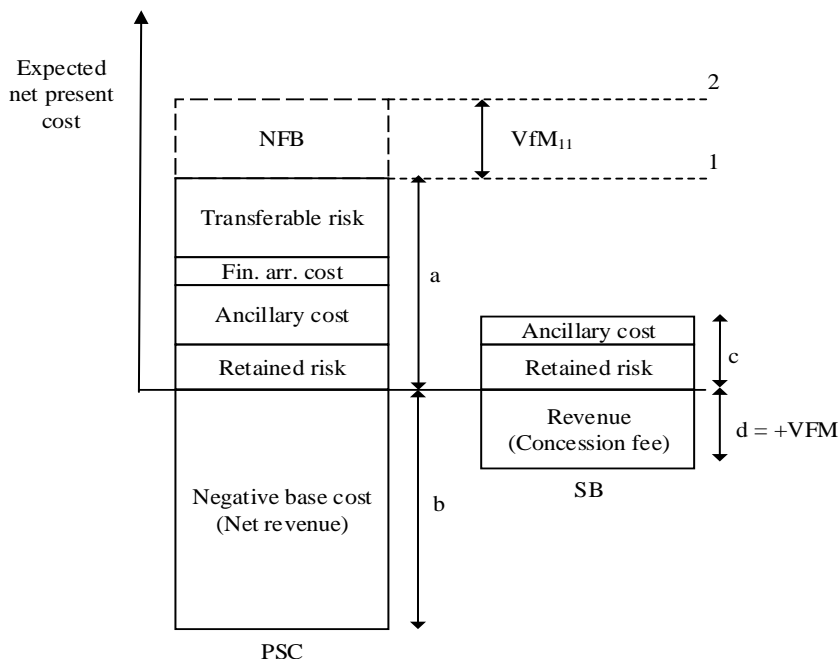 Expected
net present
cost
2
NFB
VfM11
1
Transferable risk
Fin. arr. cost
a
Ancillary cost
Ancillary cost
c
Retained risk
Retained risk
Revenue
(Concession fee)
d = +VFM
SB
Negative base cost
(Net revenue)
b
PSC